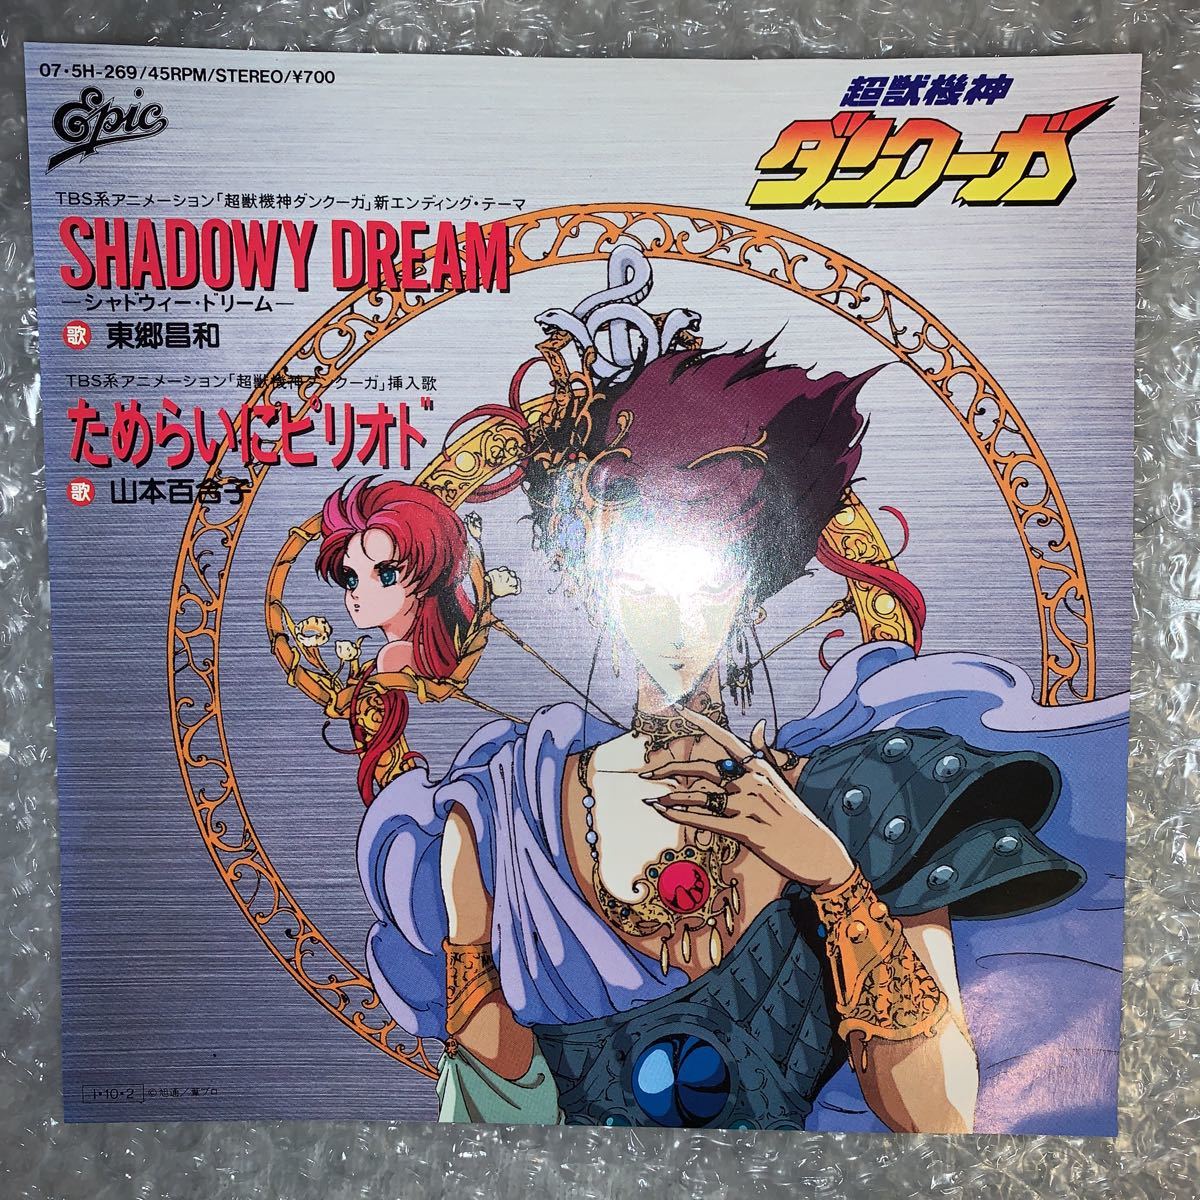 07・5H-269/45RPM/STEREO/¥700
Epic
超獣機神
ダンクーガ
TBS系アニメーション「超獣機神ダンクーガ」新エンディング・テーマ
SHADOWY DREAM
—シャドウィー・ドリーム—
歌 東郷昌和
TBS系アニメーション「超獣機神ダンクーガ」挿入歌
ためらいにピリオド
歌 山本百合子
I・10・2 ©旭通/葦プロ